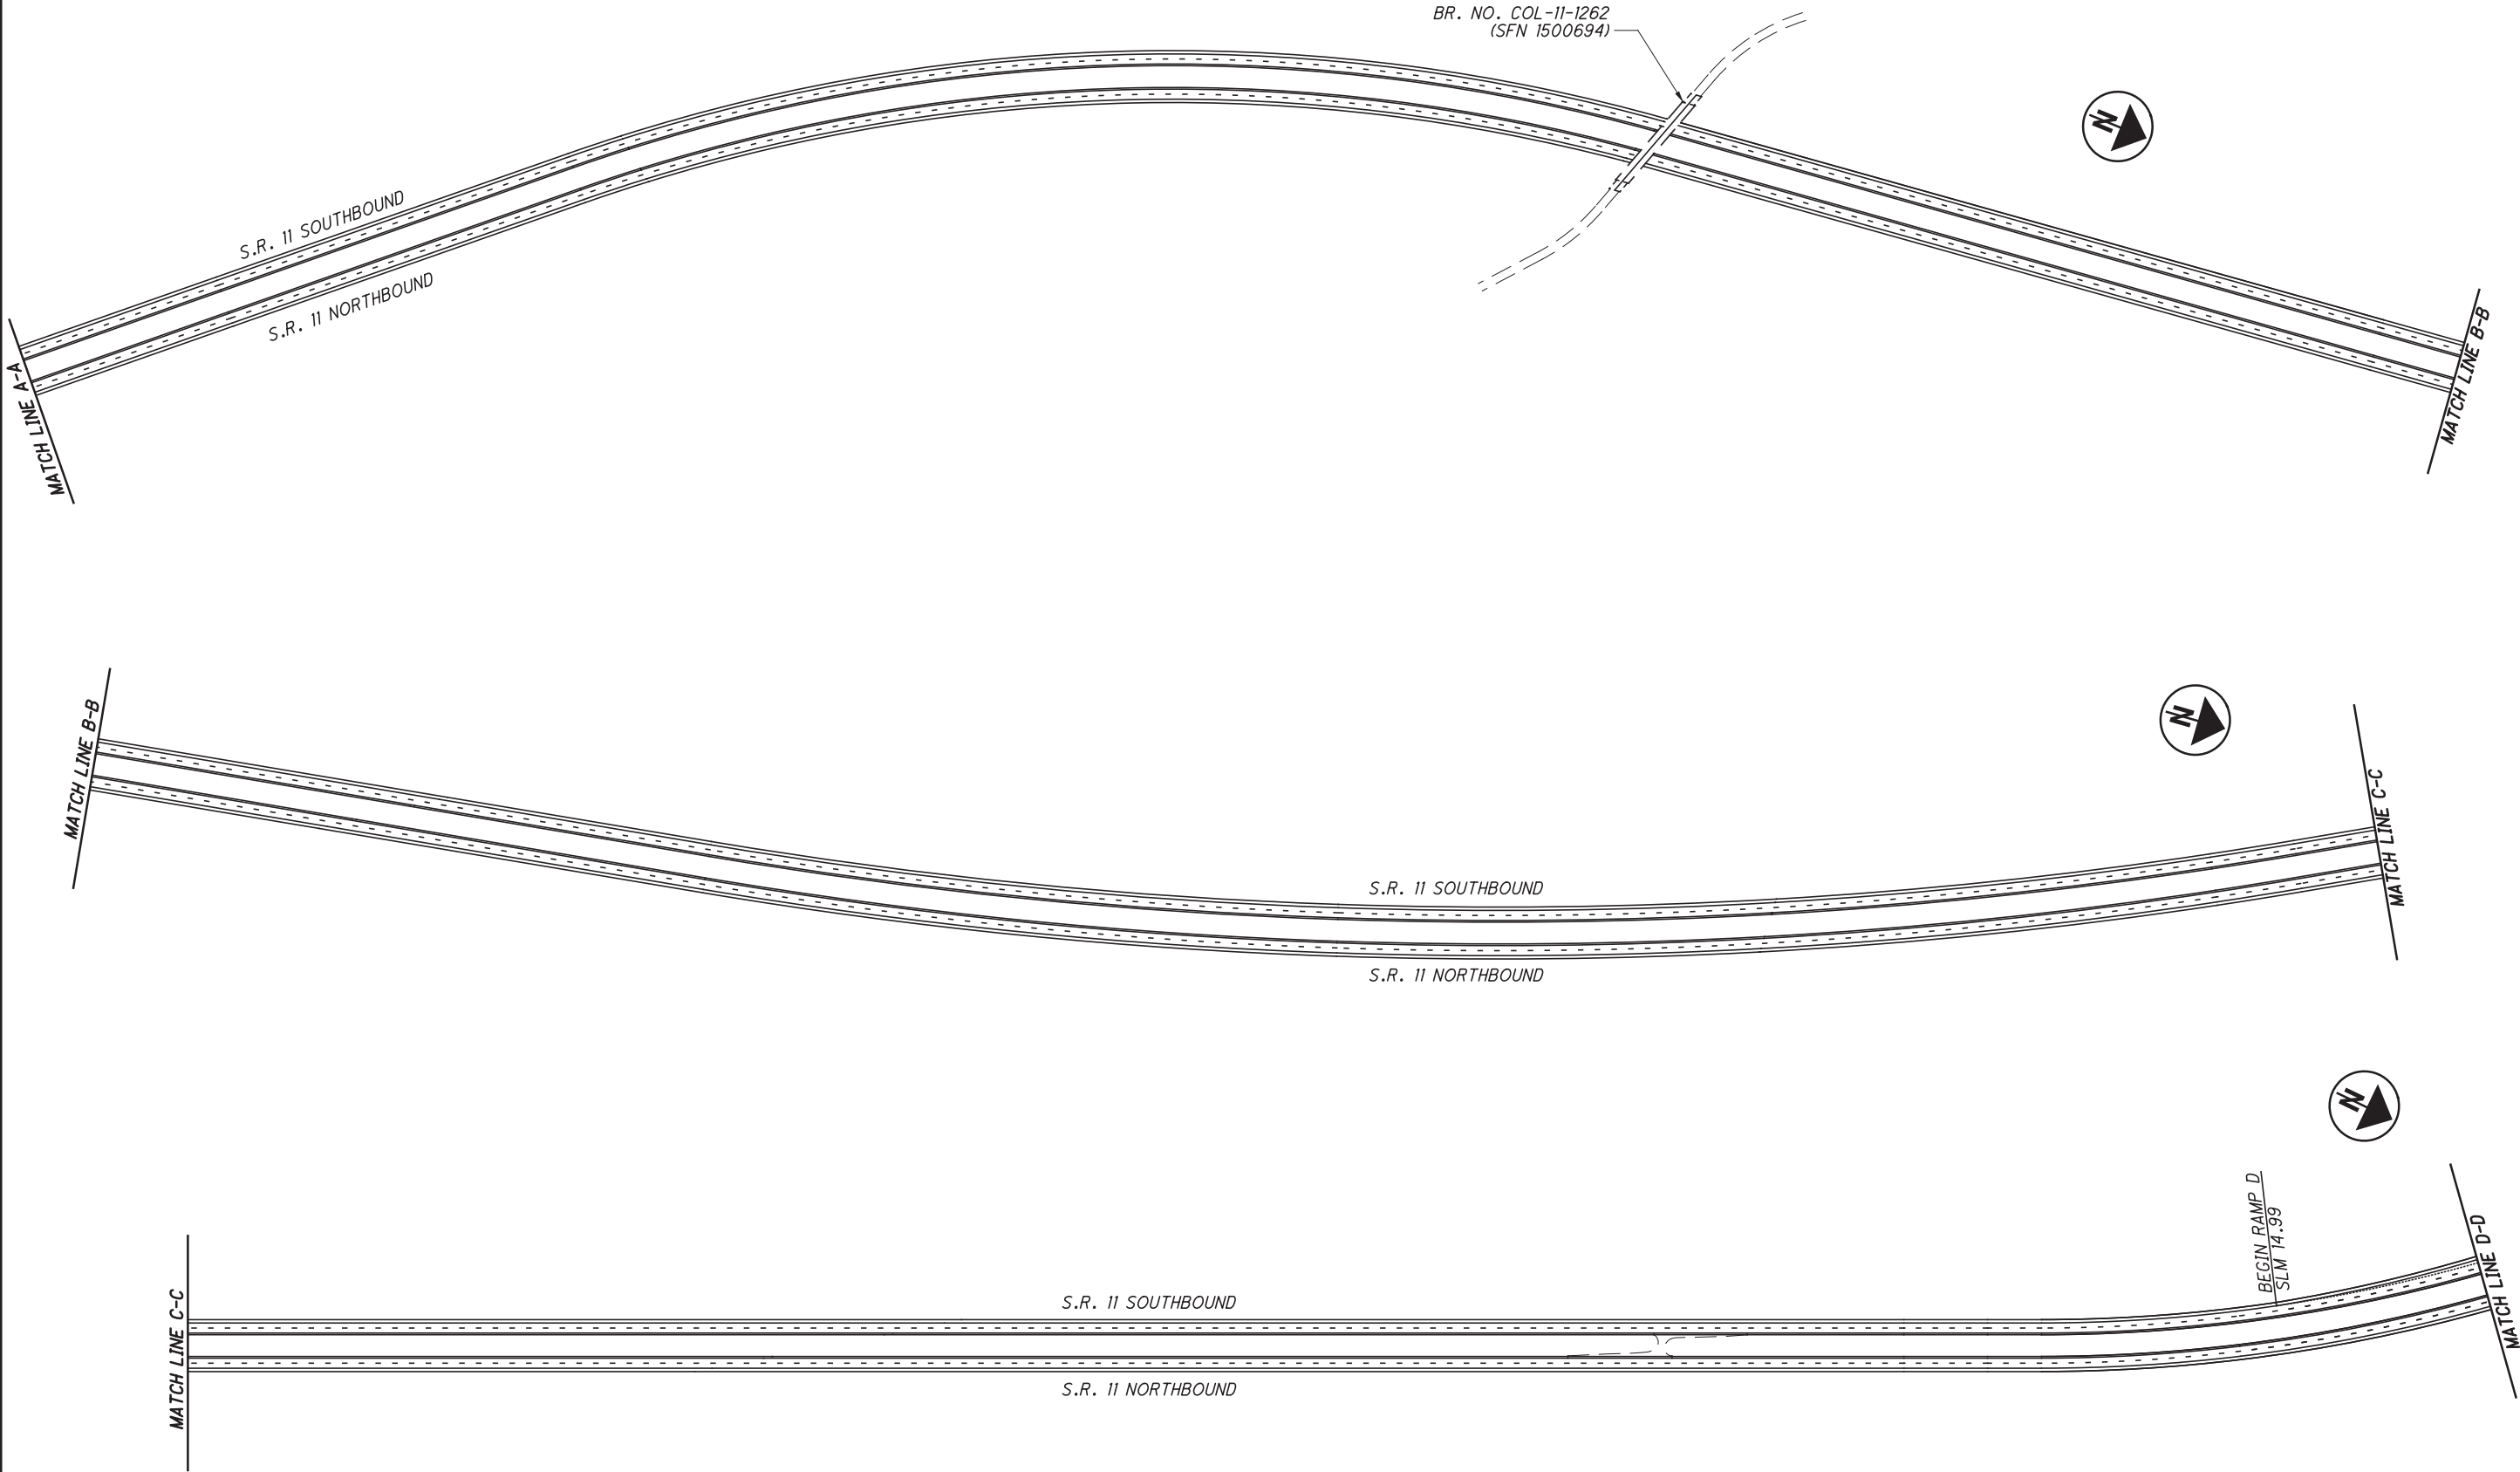 BR. NO. COL-11-1262
(SFN 1500694)
N
S.R. 11 SOUTHBOUND
S.R. 11 NORTHBOUND
MATCH LINE A-A
MATCH LINE B-B
MATCH LINE B-B
N
MATCH LINE C-C
S.R. 11 SOUTHBOUND
S.R. 11 NORTHBOUND
N
BEGIN RAMP D
SLM 14.99
MATCH LINE D-D
MATCH LINE C-C
S.R. 11 SOUTHBOUND
S.R. 11 NORTHBOUND